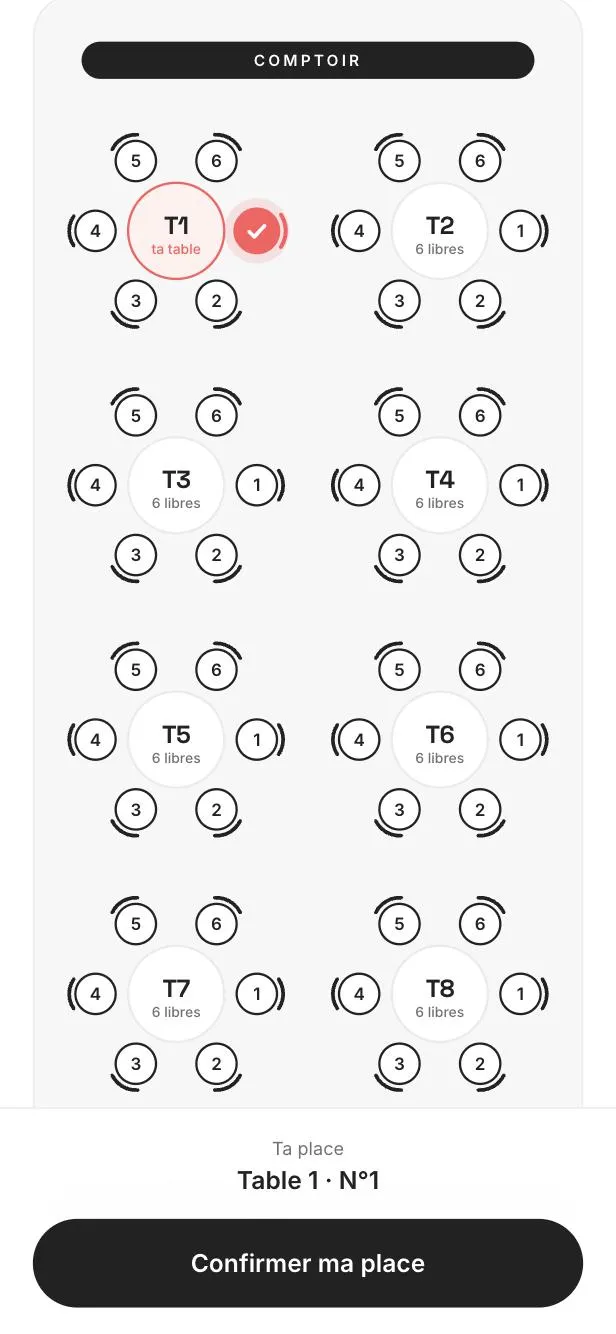 COMPTOIR
5 6 5 6
4 T1 4 T2 1
ta table 6 libres
3 2 3 2
5 6 5 6
4 T3 1 4 T4 1
6 libres 6 libres
3 2 3 2
5 6 5 6
4 T5 1 4 T6 1
6 libres 6 libres
3 2 3 2
5 6 5 6
4 T7 1 4 T8 1
6 libres 6 libres
3 2 3 2
Ta place
Table 1 · N°1
Confirmer ma place